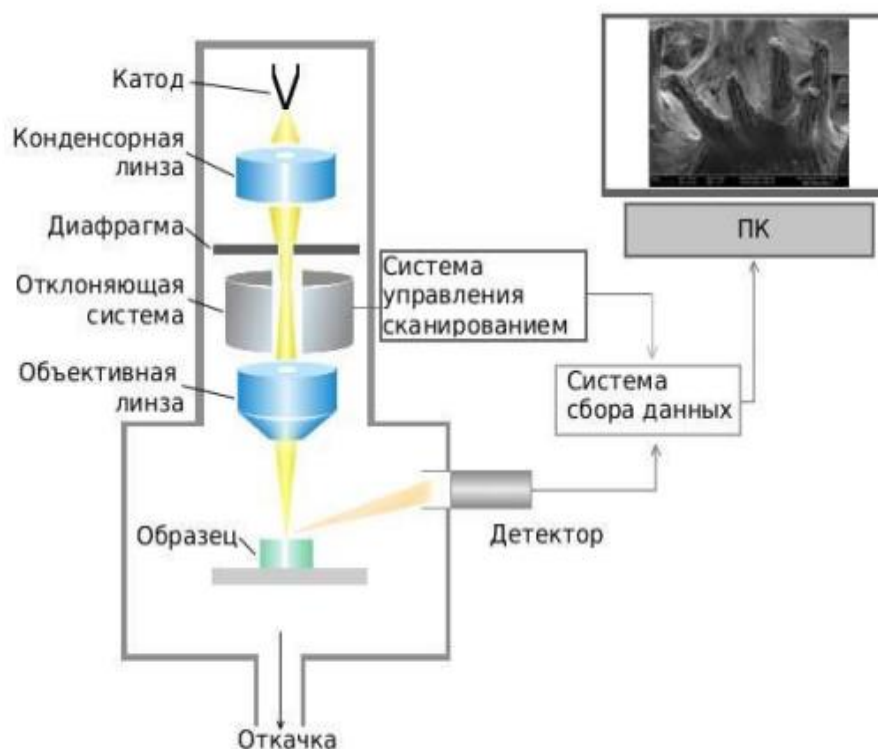 Катод
Конденсорная
линза
Диафрагма
Отклоняющая
система
Объективная
линза
Образец
Откачка
Система
управления
сканированием
Система
сбора данных
Детектор
ПК